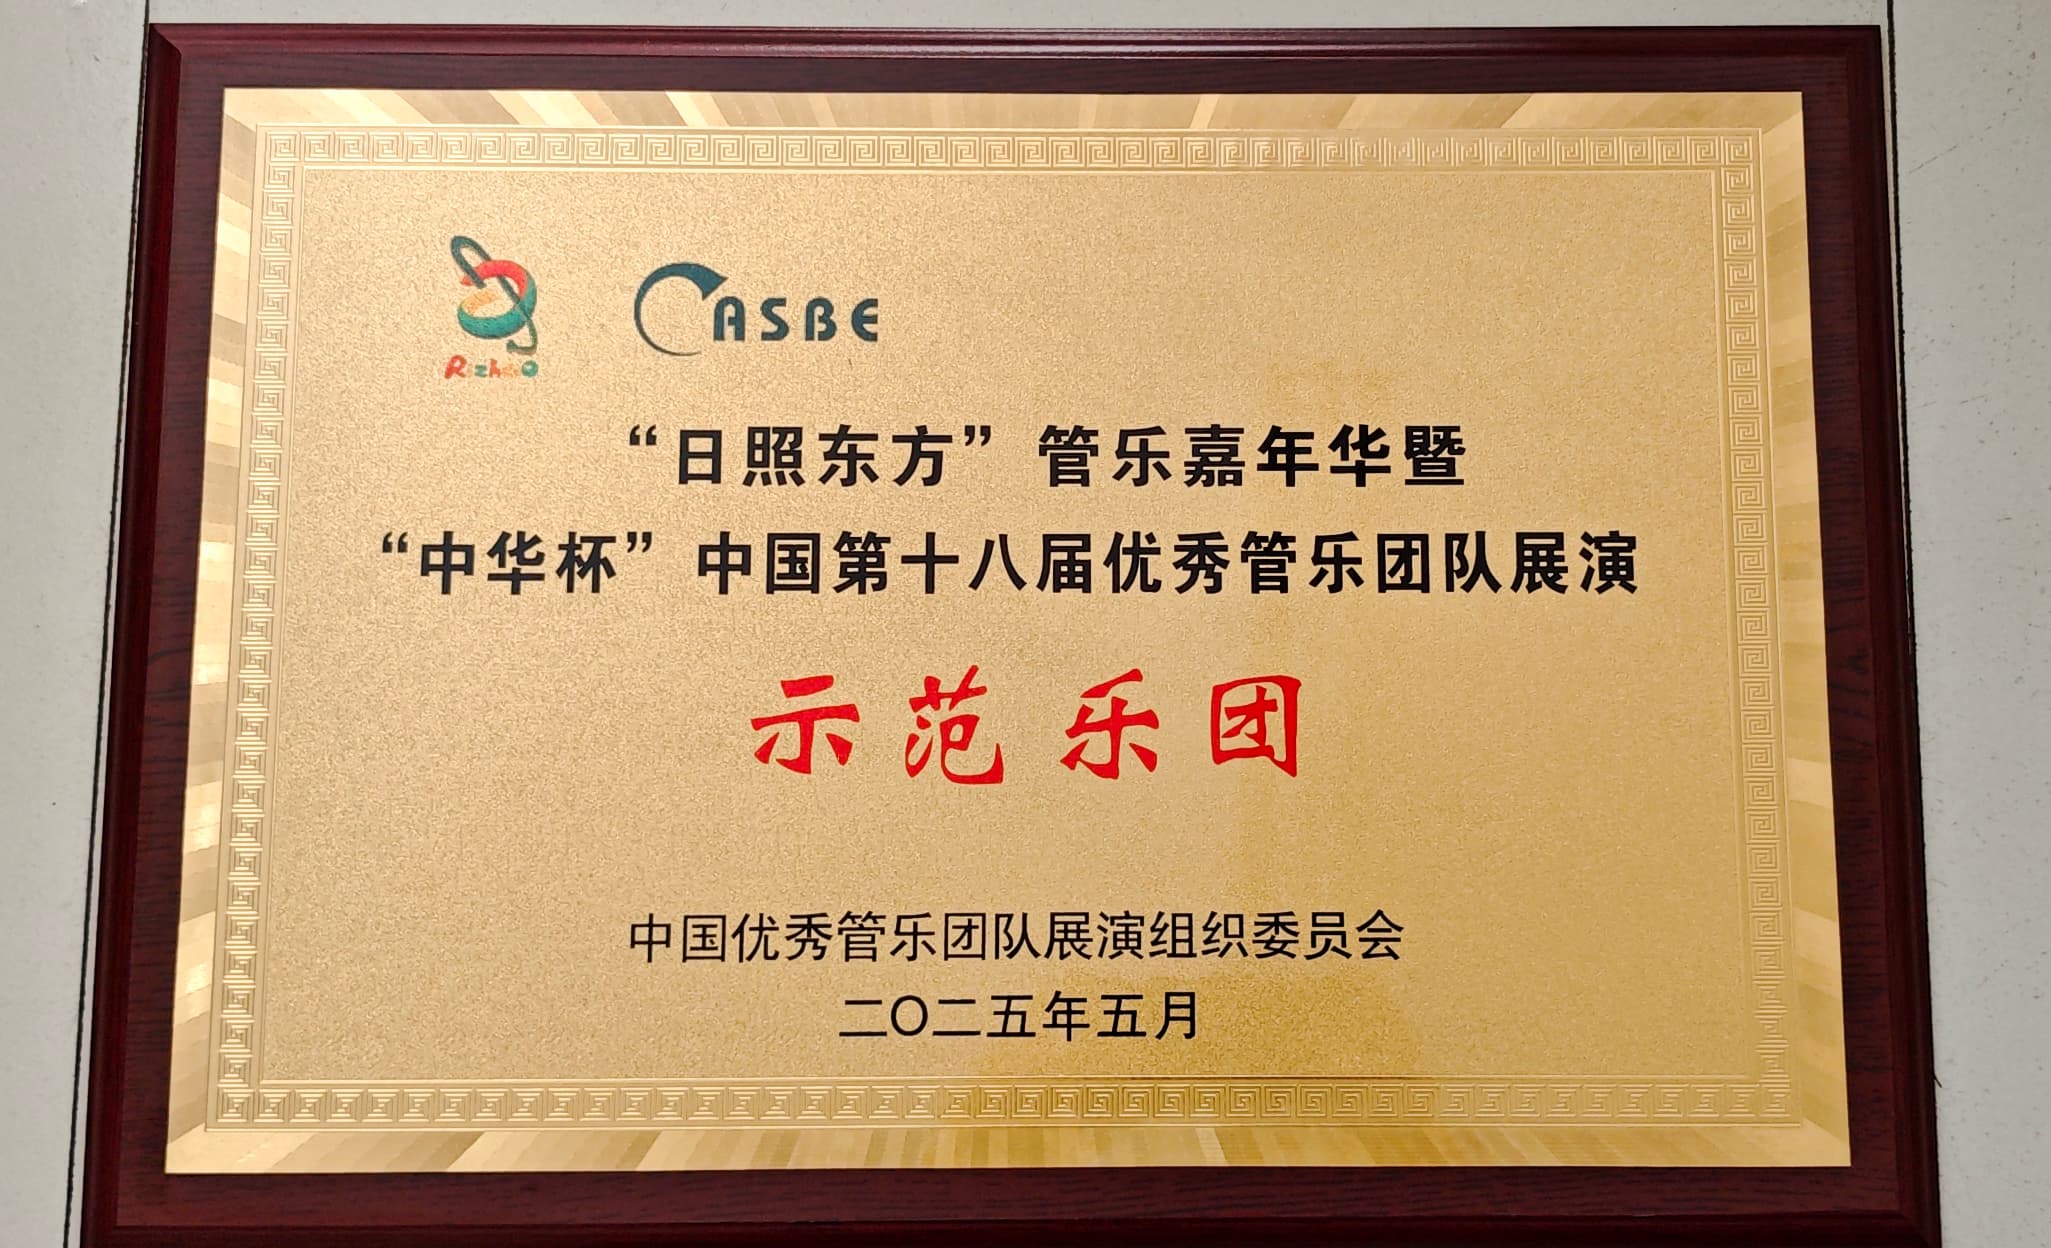 Rizhao
CASBE
“日照东方”管乐嘉年华暨
“中华杯”中国第十八届优秀管乐团队展演
示范乐团
中国优秀管乐团队展演组织委员会
二〇二五年五月